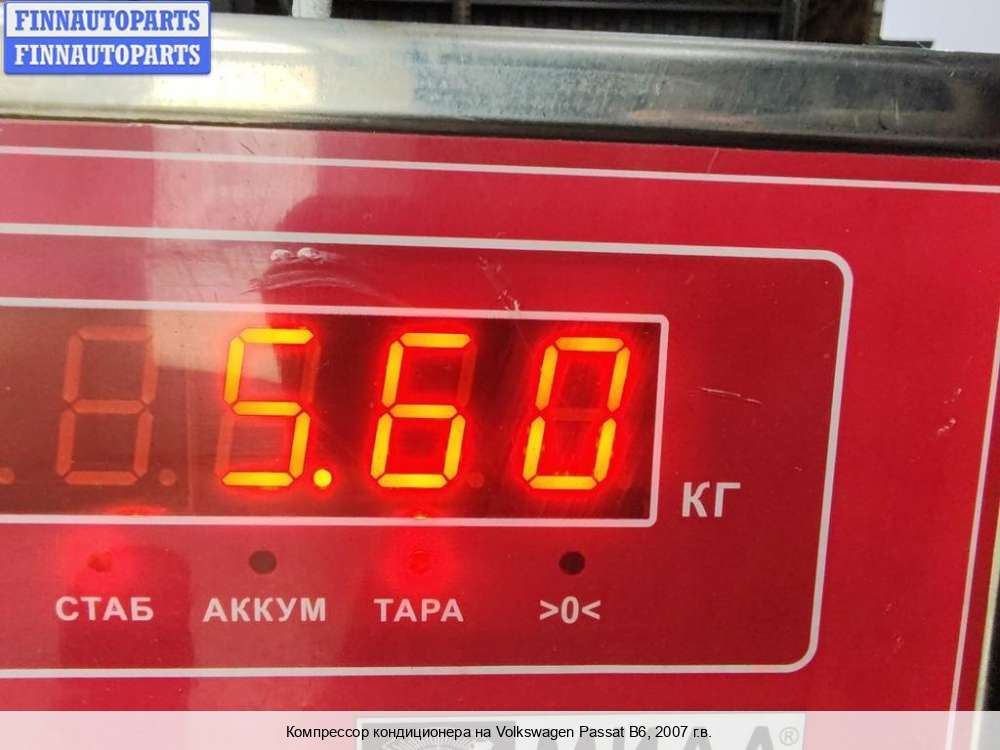 FINNAUTOPARTS
FINNAUTOPARTS
5.60
КГ
СТАБ АККУМ ТАРА >0<
Компрессор кондиционера на Volkswagen Passat B6, 2007 г.в.